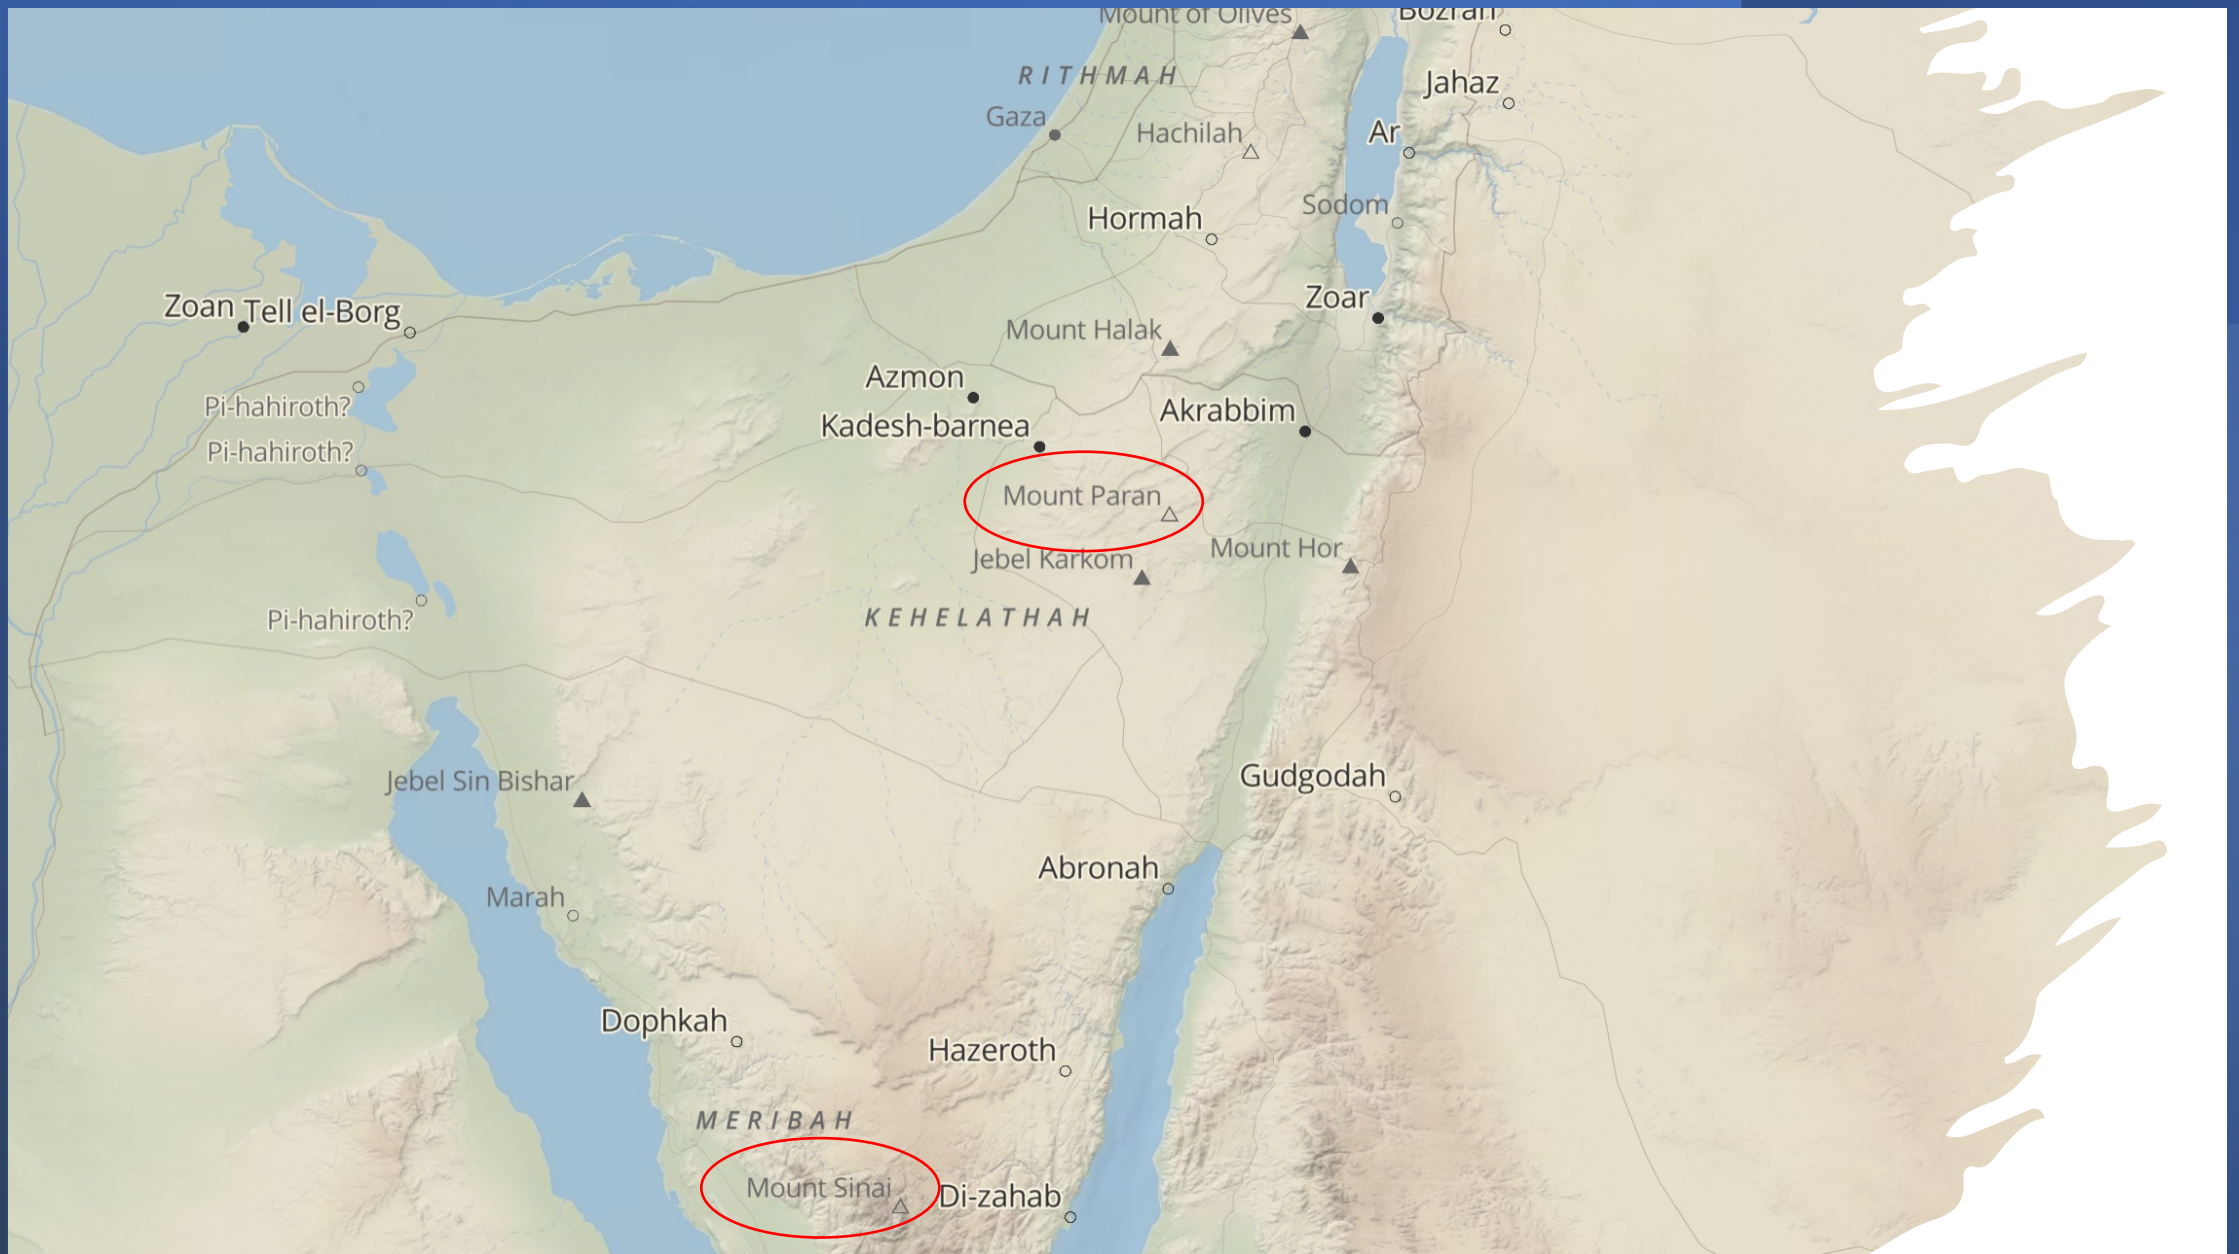 Mount of Olives
Bozrah
RITHMAH
Jahaz
Gaza
Hachilah
Ar
Sodom
Hormah
Zoar
Zoan
Tell el-Borg
Mount Halak
Azmon
Pi-hahiroth?
Akrabbim
Kadesh-barnea
Pi-hahiroth?
Mount Paran
Mount Hor
Jebel Karkom
Pi-hahiroth?
KEHELATHAH
Jebel Sin Bishar
Gudgodah
Abronah
Marah
Dophkah
Hazeroth
MERIBAH
Mount Sinai
Di-zahab